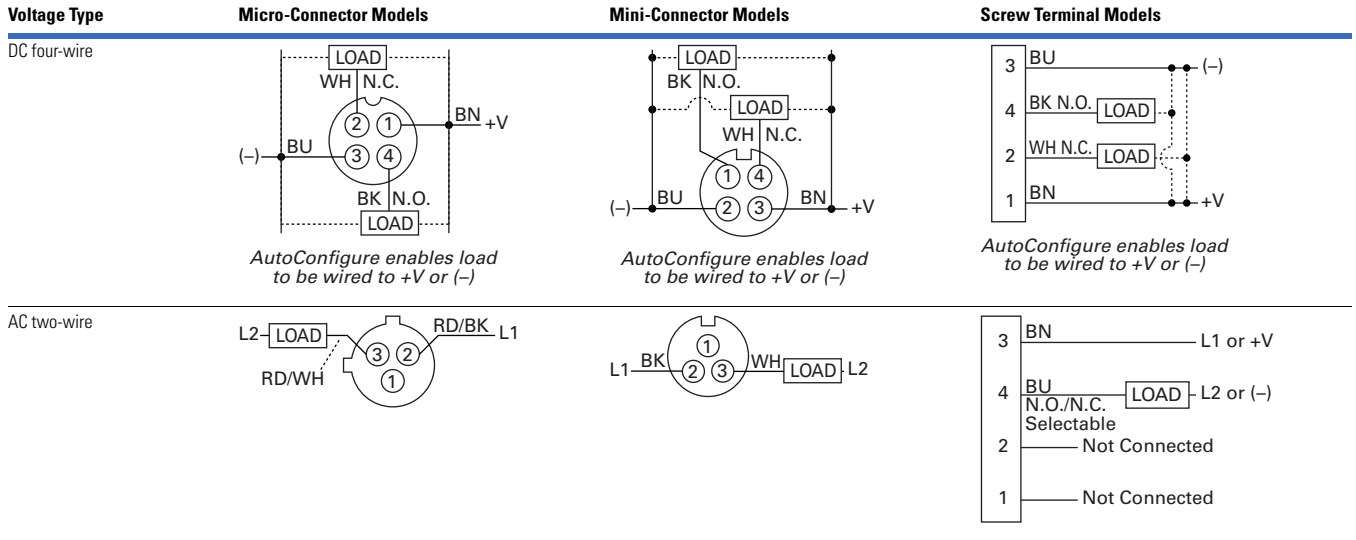 Voltage Type
Micro-Connector Models
Mini-Connector Models
Screw Terminal Models
DC four-wire
LOAD
WH N.C.
2 1
BN +V
(–) BU
3 4
BK N.O.
LOAD
AutoConfigure enables load
to be wired to +V or (–)
LOAD
BK N.O.
LOAD
WH N.C.
1 4
(–) BU
2 3
BN +V
AutoConfigure enables load
to be wired to +V or (–)
3 BU (–)
4 BK N.O. LOAD
2 WH N.C. LOAD
1 BN +V
AutoConfigure enables load
to be wired to +V or (–)
AC two-wire
L2 LOAD RD/BK L1
3 2
RD/WH
1
1
L1 BK 2 3 WH LOAD L2
3 BN L1 or +V
4 BU LOAD L2 or (–)
N.O./N.C.
Selectable
2 Not Connected
1 Not Connected